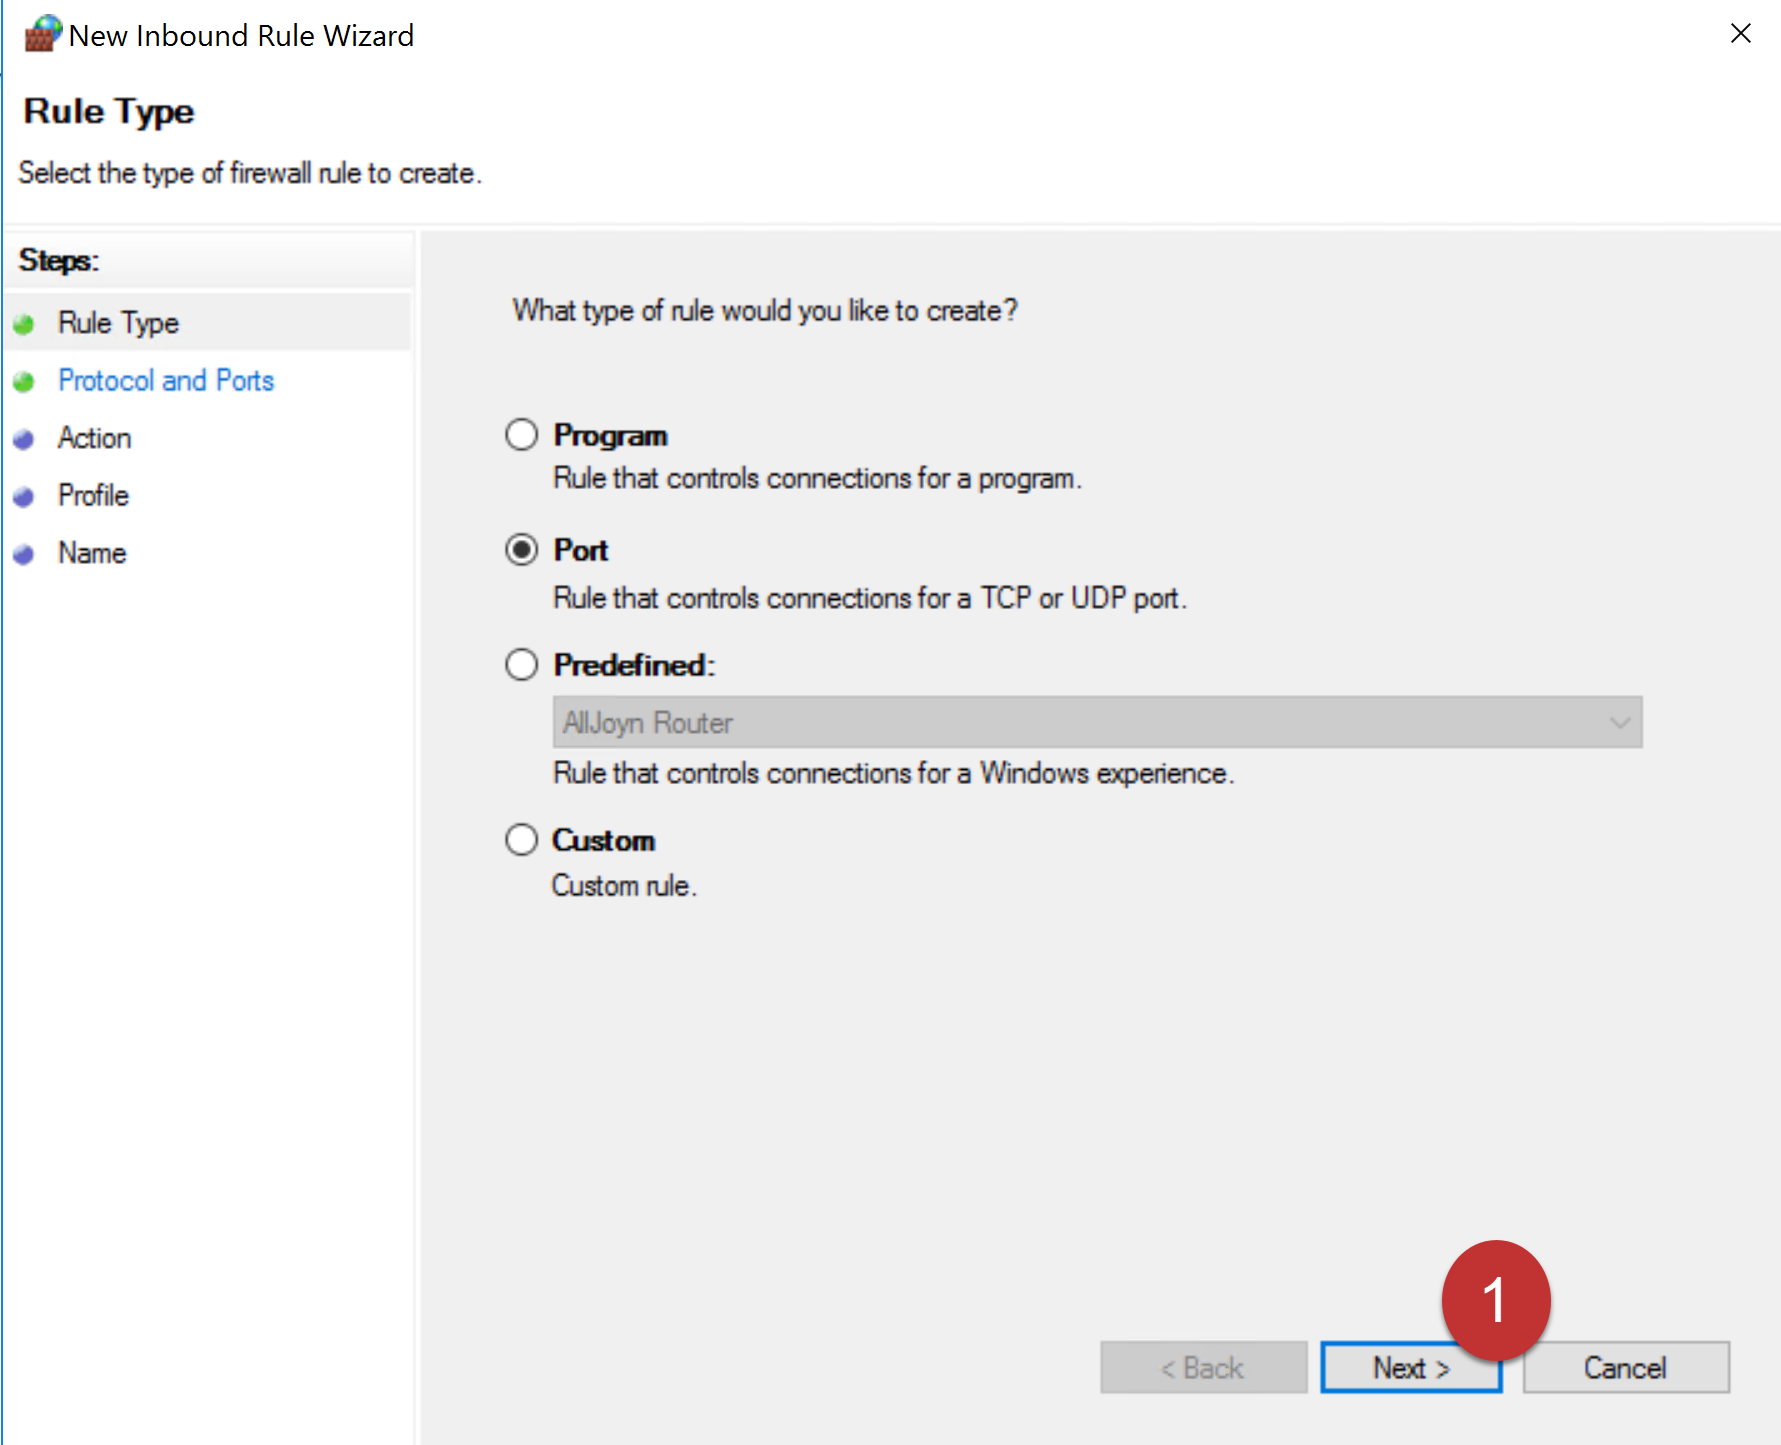 New Inbound Rule Wizard
Rule Type
Select the type of firewall rule to create.
Steps:
Rule Type
Protocol and Ports
Action
Profile
Name
What type of rule would you like to create?
Program
Rule that controls connections for a program.
Port
Rule that controls connections for a TCP or UDP port.
Predefined:
AllJoyn Router
Rule that controls connections for a Windows experience.
Custom
Custom rule.
1
< Back
Next >
Cancel